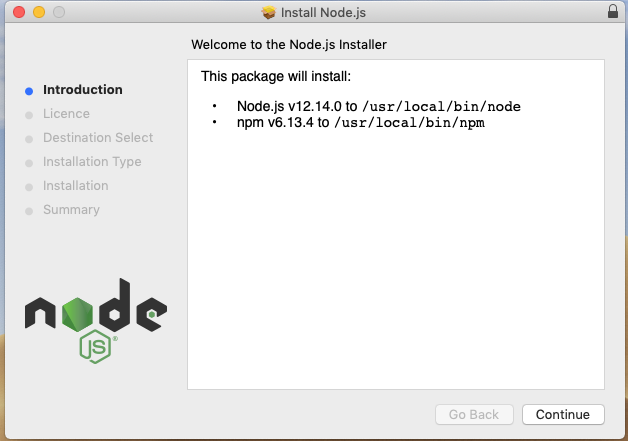 Install Node.js
Welcome to the Node.js Installer
Introduction
Licence
Destination Select
Installation Type
Installation
Summary
This package will install:
• Node.js v12.14.0 to /usr/local/bin/node
• npm v6.13.4 to /usr/local/bin/npm
node
JS®
Go Back
Continue